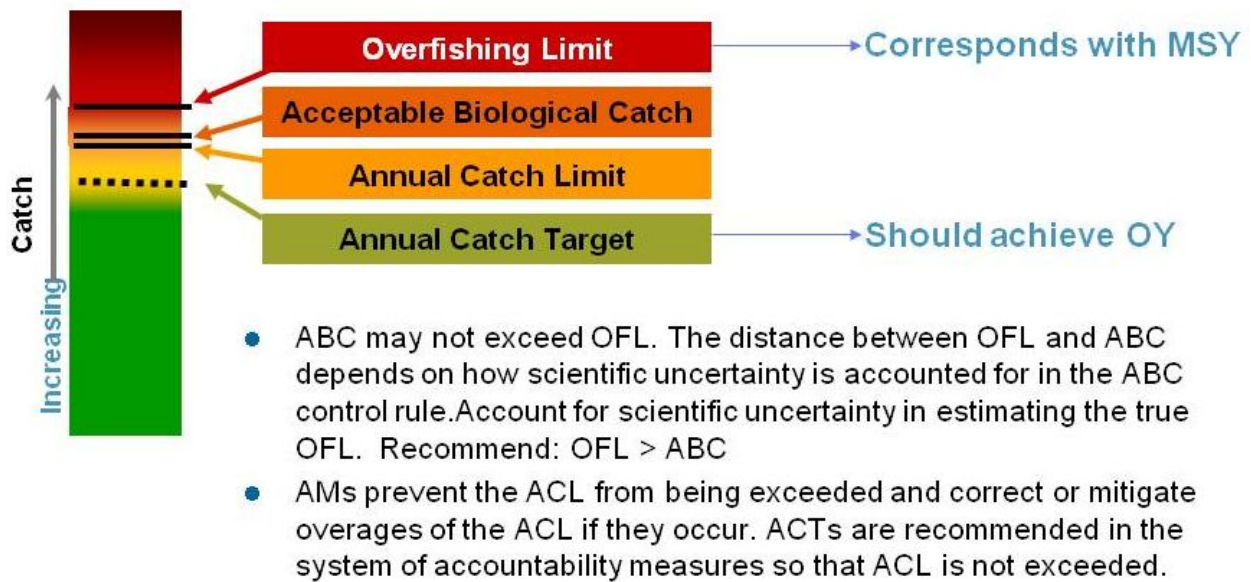 Overfishing Limit
Corresponds with MSY
Acceptable Biological Catch
Annual Catch Limit
Annual Catch Target
Should achieve OY
Catch
Increasing
• ABC may not exceed OFL. The distance between OFL and ABC
depends on how scientific uncertainty is accounted for in the ABC
control rule.Account for scientific uncertainty in estimating the true
OFL. Recommend: OFL > ABC
• AMs prevent the ACL from being exceeded and correct or mitigate
overages of the ACL if they occur. ACTs are recommended in the
system of accountability measures so that ACL is not exceeded.